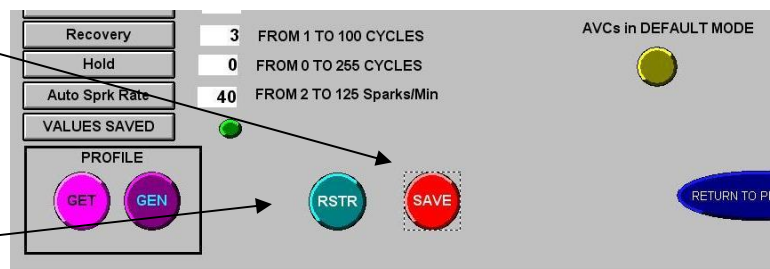 Recovery 3 FROM 1 TO 100 CYCLES
AVCs in DEFAULT MODE
Hold 0 FROM 0 TO 255 CYCLES
Auto Sprk Rate 40 FROM 2 TO 125 Sparks/Min
VALUES SAVED
PROFILE
GET GEN RSTR SAVE
RETURN TO